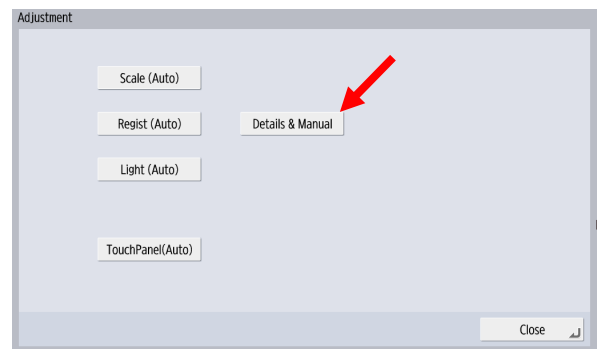 Adjustment
Scale (Auto)
Regist (Auto)
Details & Manual
Light (Auto)
TouchPanel(Auto)
Close